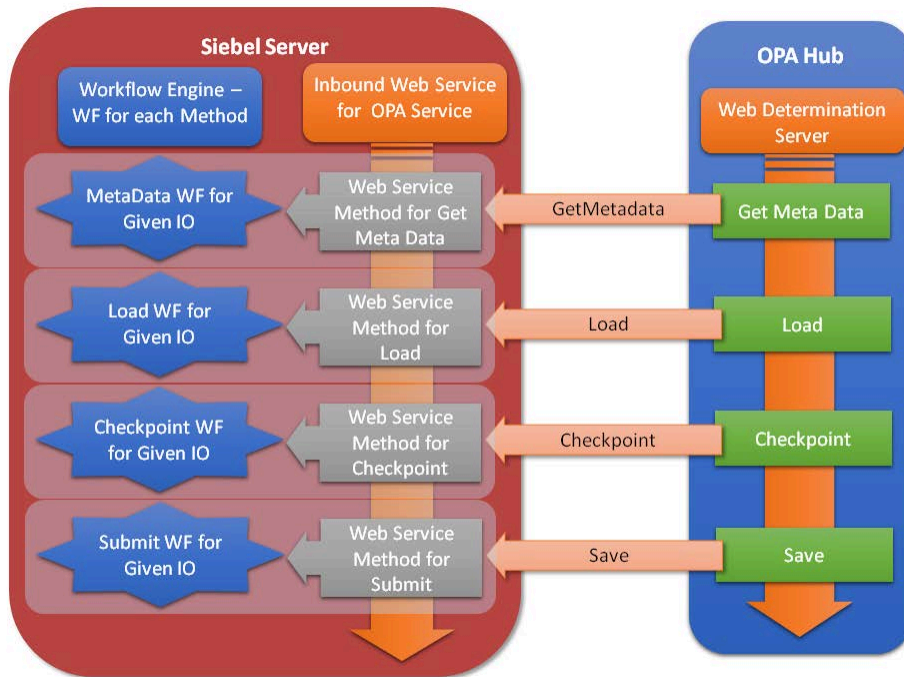 Siebel Server
OPA Hub
Workflow Engine –
WF for each Method
Inbound Web Service
for OPA Service
Web Determination
Server
MetaData WF for
Given IO
Web Service
Method for Get
Meta Data
GetMetadata
Get Meta Data
Load WF for
Given IO
Web Service
Method for
Load
Load
Load
Checkpoint WF
for Given IO
Web Service
Method for
Checkpoint
Checkpoint
Checkpoint
Submit WF for
Given IO
Web Service
Method for
Submit
Save
Save